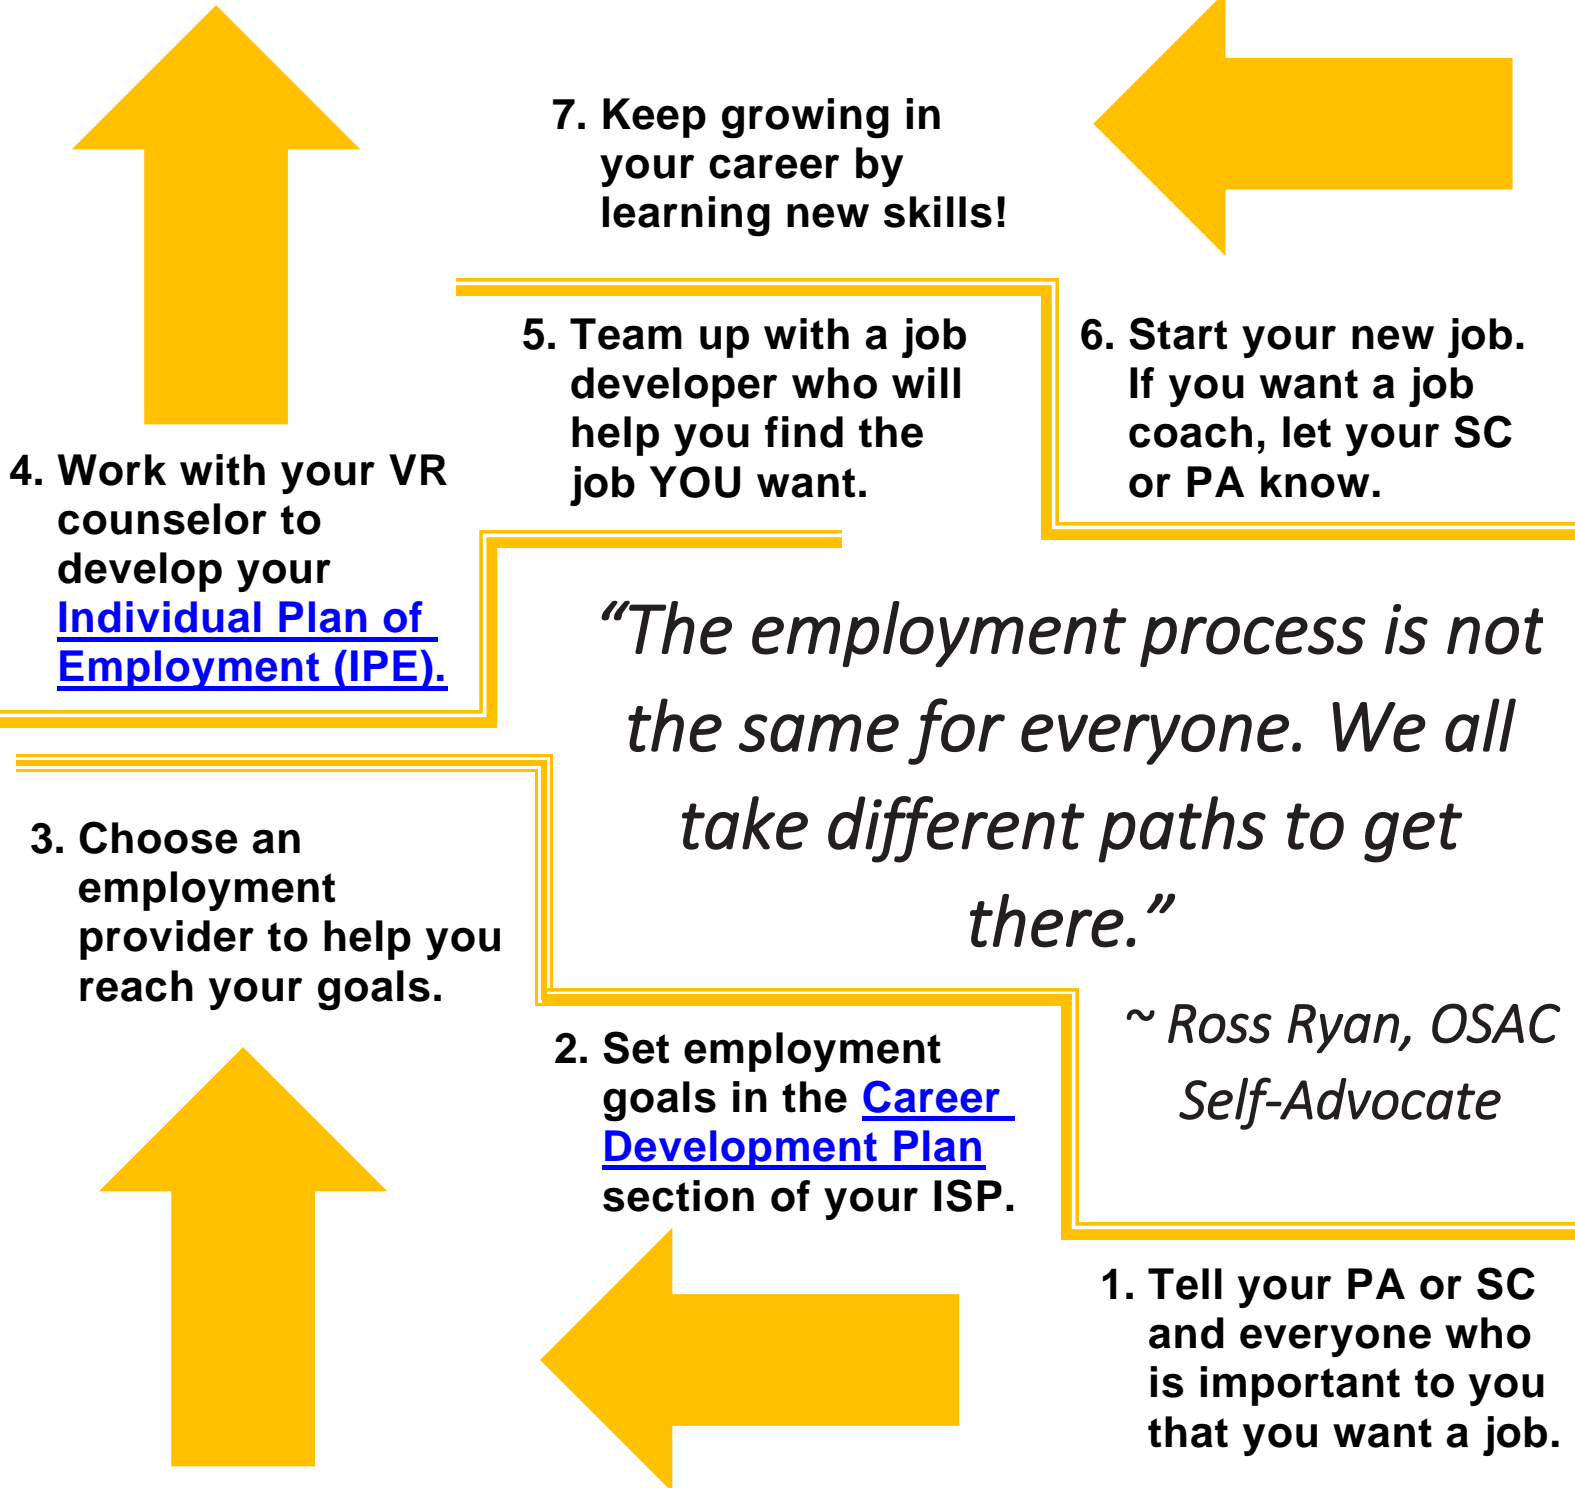 7. Keep growing in
your career by
learning new skills!
5. Team up with a job
developer who will
help you find the
job YOU want.
6. Start your new job.
If you want a job
coach, let your SC
or PA know.
4. Work with your VR
counselor to
develop your
Individual Plan of
Employment (IPE).
“The employment process is not
the same for everyone. We all
take different paths to get
there.”
~ Ross Ryan, OSAC
Self-Advocate
3. Choose an
employment
provider to help you
reach your goals.
2. Set employment
goals in the Career
Development Plan
section of your ISP.
1. Tell your PA or SC
and everyone who
is important to you
that you want a job.